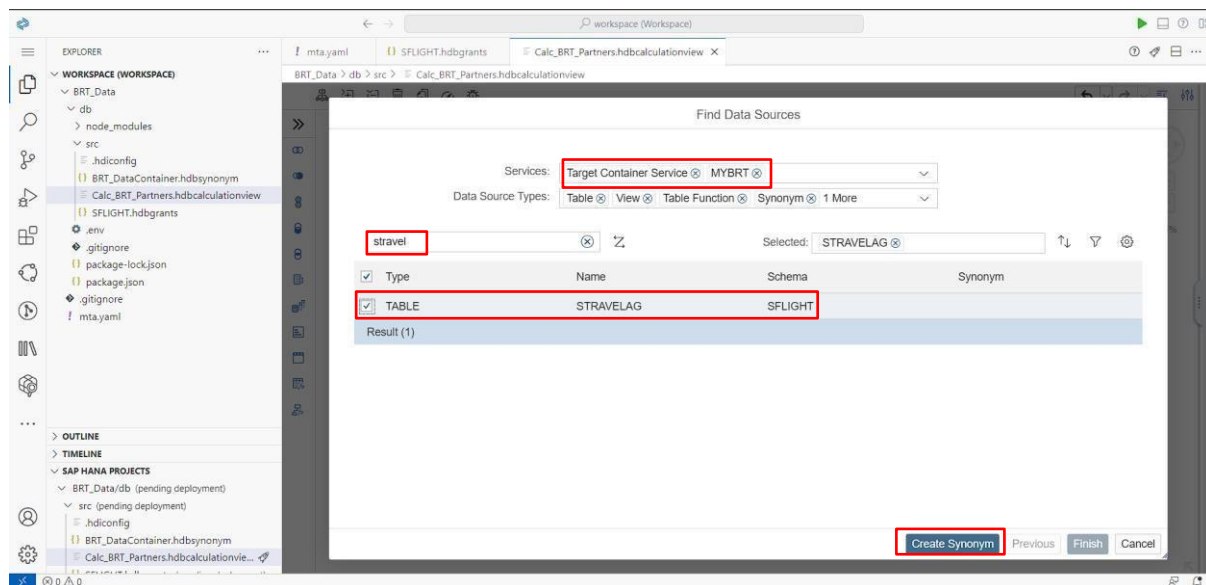 workspace (Workspace)
EXPLORER
WORKSPACE (WORKSPACE)
BRT_Data
db
node_modules
src
.hdiconfig
BRT_DataContainer.hdbsynonym
Calc_BRT_Partners.hdbcalculationview
SFLIGHT.hdbgrants
.env
.gitignore
package-lock.json
package.json
.gitignore
mta.yaml
OUTLINE
TIMELINE
SAP HANA PROJECTS
BRT_Data/db (pending deployment)
src (pending deployment)
.hdiconfig
BRT_DataContainer.hdbsynonym
Calc_BRT_Partners.hdbcalculationvie...
mta.yaml SFLIGHT.hdbgrants Calc_BRT_Partners.hdbcalculationview
BRT_Data > db > src > Calc_BRT_Partners.hdbcalculationview
Find Data Sources
Services: Target Container Service MYBRT
Data Source Types: Table View Table Function Synonym 1 More
stravel Selected: STRAVELAG
Type Name Schema Synonym
TABLE STRAVELAG SFLIGHT
Result (1)
Create Synonym Previous Finish Cancel
0 0